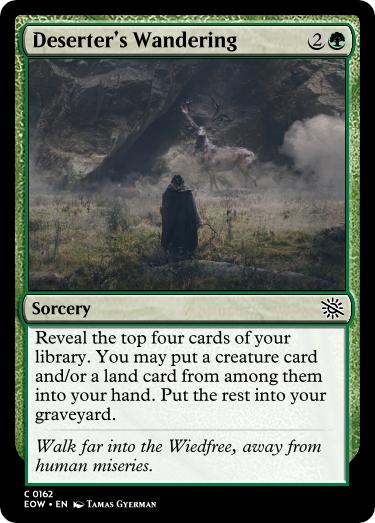 Deserter's Wandering 2
Sorcery
Reveal the top four cards of your
library. You may put a creature card
and/or a land card from among them
into your hand. Put the rest into your
graveyard.
Walk far into the Wiedfree, away from
human miseries.
C 0162
EOW • EN Tamas Gyerman